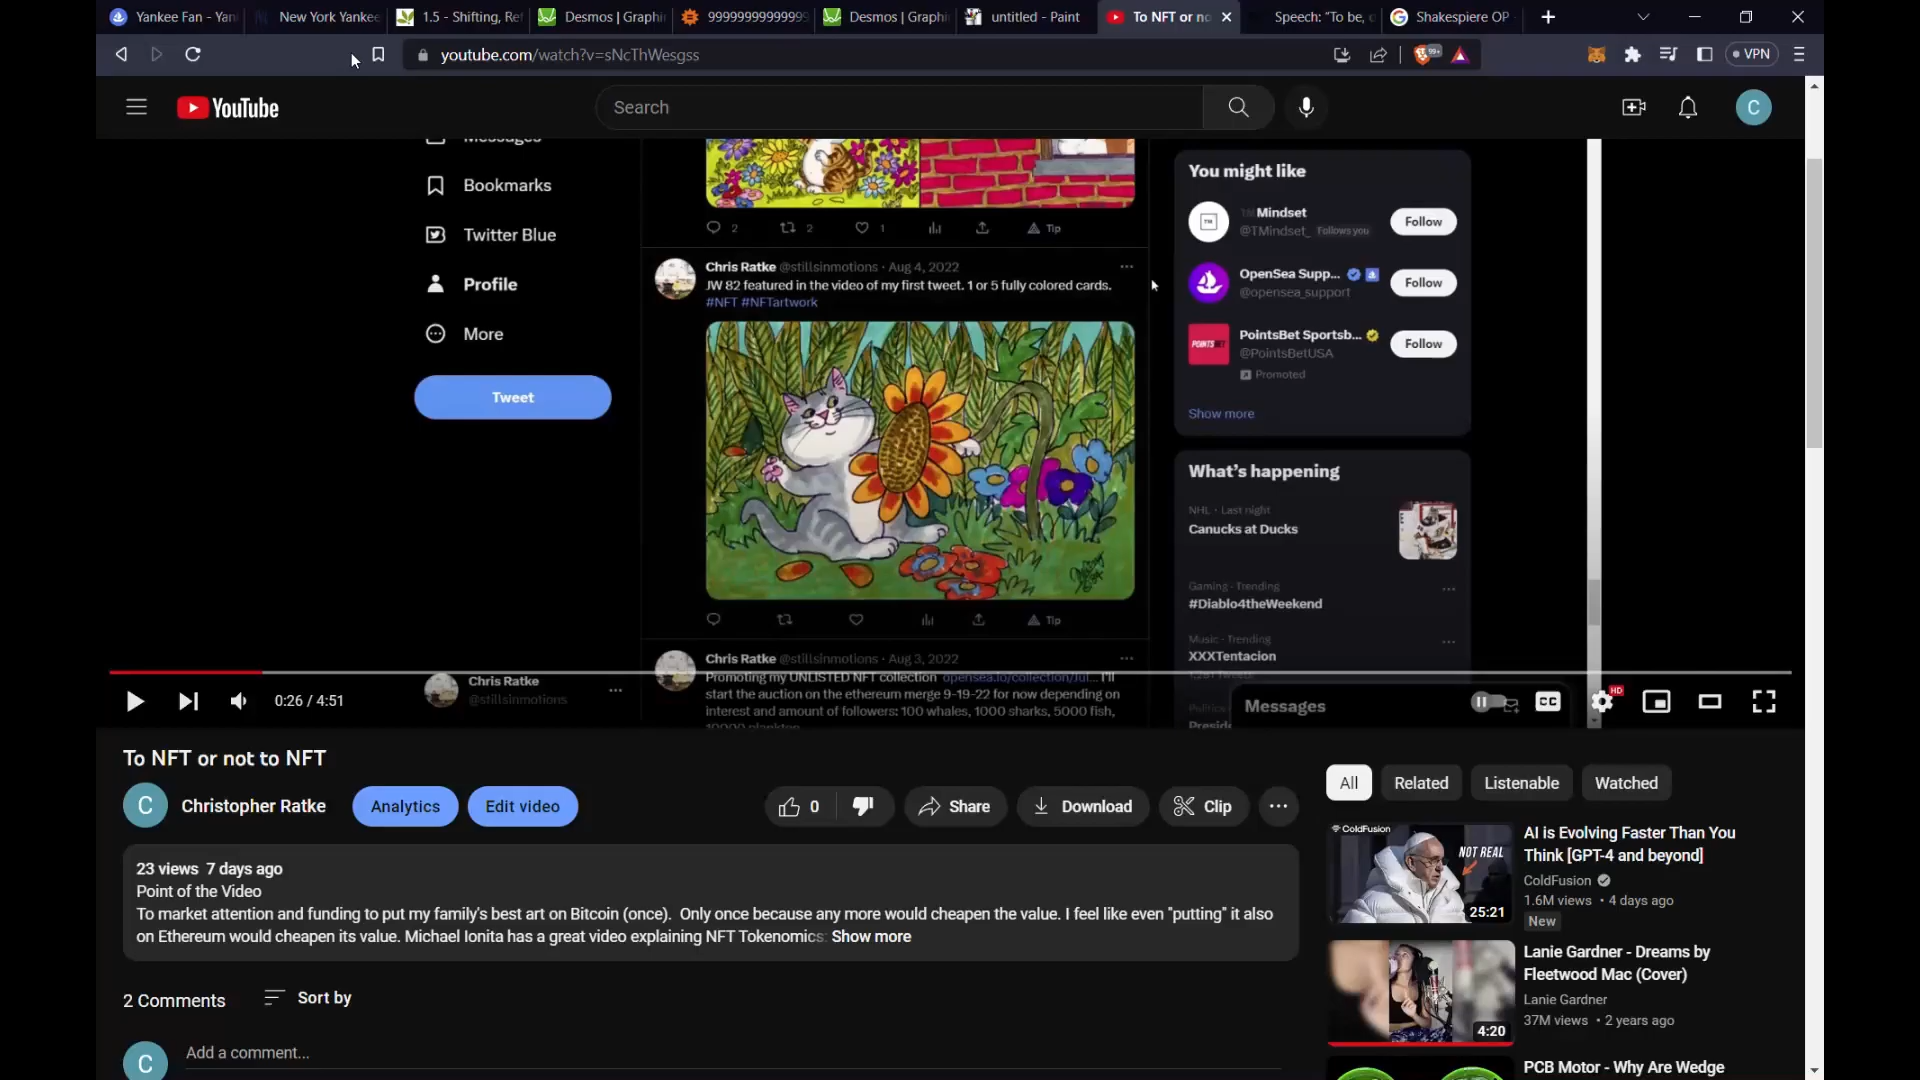 Yankee Fan - Yan
New York Yankee
1.5 - Shifting, Ref
Desmos | Graphi
9999999999999
Desmos | Graphi
untitled - Paint
To NFT or no
Speech: "To be, o
Shakespiere OP
youtube.com/watch?v=sNcThWesgss
99+
VPN
YouTube
Search
C
Messages
Bookmarks
Twitter Blue
Profile
More
Tweet
2 2 1 Tip
Chris Ratke @stillsinmotions · Aug 4, 2022
JW 82 featured in the video of my first tweet. 1 or 5 fully colored cards.
#NFT #NFTartwork
Tip
Chris Ratke @stillsinmotions · Aug 3, 2022
Promoting my UNLISTED NFT collection opensea.io/collection/jul... I'll
start the auction on the ethereum merge 9-19-22 for now depending on
interest and amount of followers: 100 whales, 1000 sharks, 5000 fish,
10000 plankton
Chris Ratke
@stillsinmotions
You might like
TM
1M Mindset
@TMindset_ Follows you
Follow
OpenSea Supp...
@opensea_support
Follow
POINTSBET
PointsBet Sportsb...
@PointsBetUSA
Promoted
Follow
Show more
What's happening
NHL · Last night
Canucks at Ducks
Gaming · Trending
#Diablo4theWeekend
Music · Trending
XXXTentacion
Messages
0:26 / 4:51
CC
HD
To NFT or not to NFT
C
Christopher Ratke
Analytics
Edit video
0
Share
Download
Clip
23 views 7 days ago
Point of the Video
To market attention and funding to put my family's best art on Bitcoin (once). Only once because any more would cheapen the value. I feel like even "putting" it also
on Ethereum would cheapen its value. Michael Ionita has a great video explaining NFT Tokenomics: Show more
2 Comments
Sort by
C
Add a comment...
All
Related
Listenable
Watched
ColdFusion
NOT REAL
25:21
AI is Evolving Faster Than You
Think [GPT-4 and beyond]
ColdFusion
1.6M views • 4 days ago
New
4:20
Lanie Gardner - Dreams by
Fleetwood Mac (Cover)
Lanie Gardner
37M views • 2 years ago
PCB Motor - Why Are Wedge